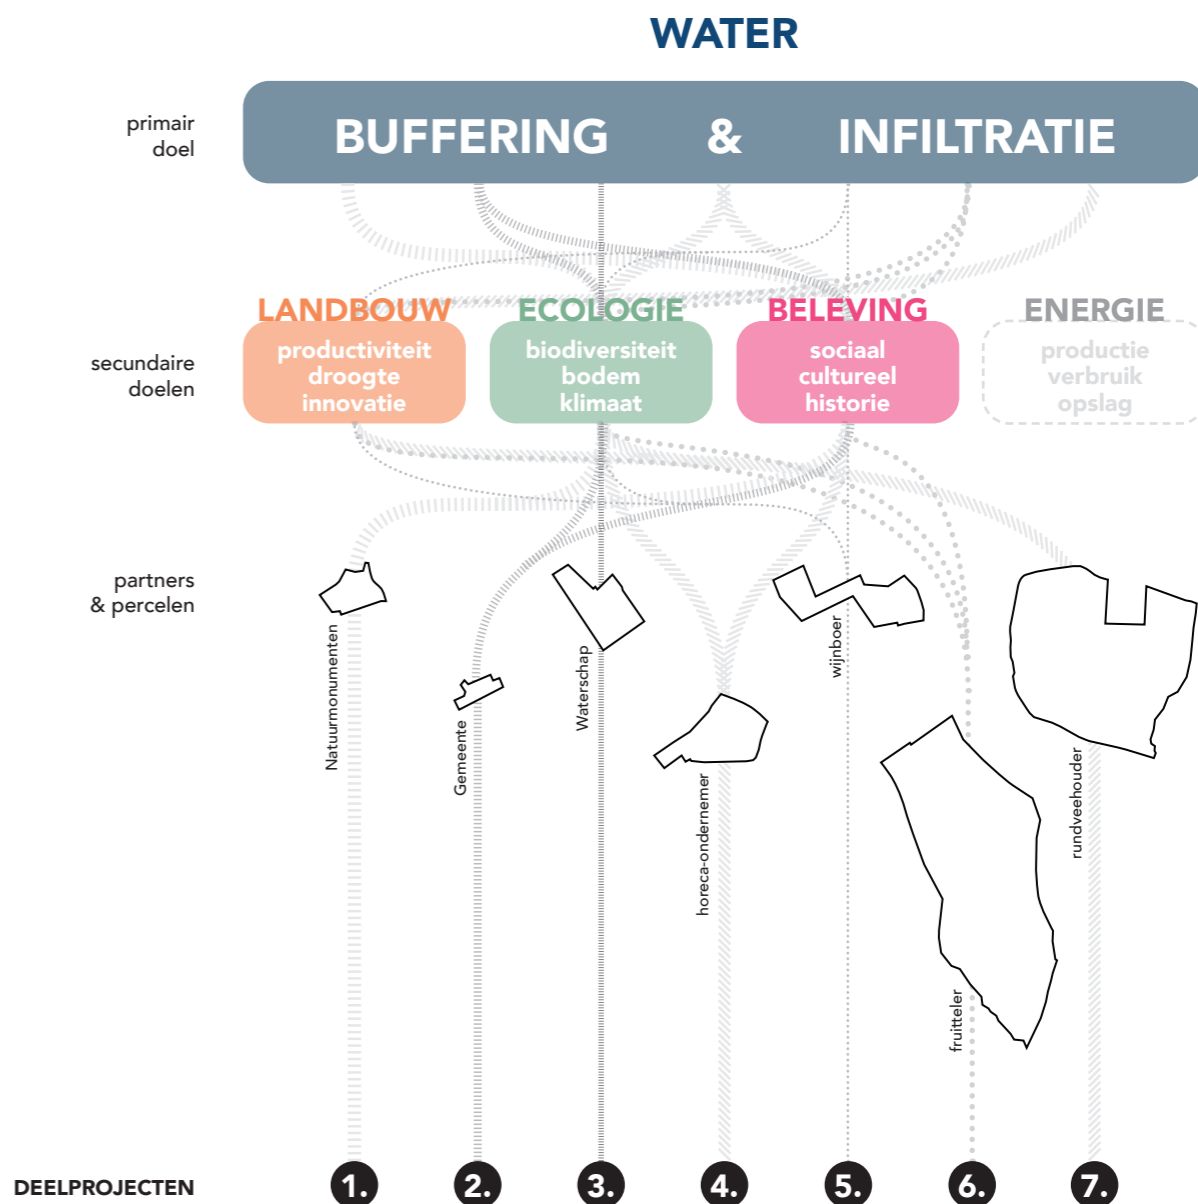 WATER
primair
doel
BUFFERING & INFILTRATIE
secundaire
doelen
LANDBOUW
productiviteit
droogte
innovatie
ECOLOGIE
biodiversiteit
bodem
klimaat
BELEVING
sociaal
cultureel
historie
ENERGIE
productie
verbruik
opslag
partners
& percelen
Natuurmonumenten
Gemeente
Waterschap
horeca-ondernemer
wijnboer
fruitteler
rundveehouder
DEELPROJECTEN
1.
2.
3.
4.
5.
6.
7.